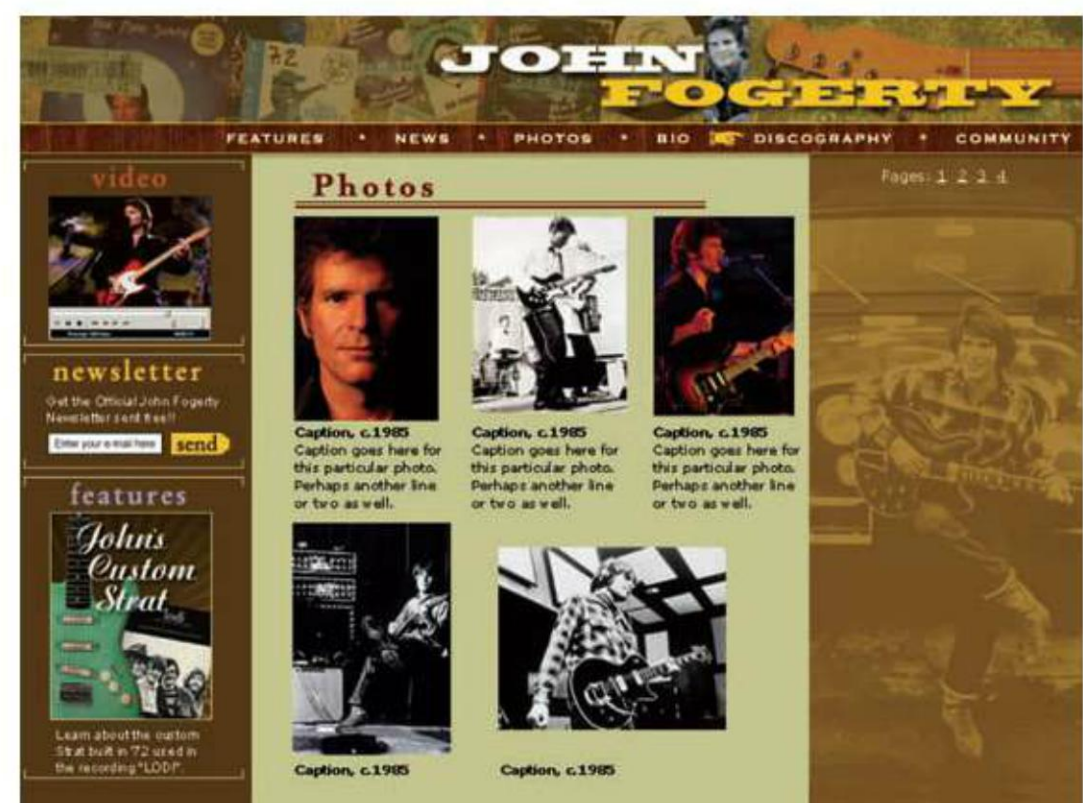 JOHN
FOGERTY
72
FEATURES • NEWS • PHOTOS • BIO DISCOGRAPHY • COMMUNITY
video
newsletter
Get the Official John Fogerty
Newsletter sent free!!
Enter your e-mail here send
features
John's
Custom
Strat
Learn about the custom
Strat built in '72 used in
the recording "LODI".
Photos
Caption, c.1985
Caption goes here for
this particular photo.
Perhaps another line
or two as well.
Caption, c.1985
Caption goes here for
this particular photo.
Perhaps another line
or two as well.
Caption, c.1985
Caption goes here for
this particular photo.
Perhaps another line
or two as well.
Caption, c.1985
Caption, c.1985
Pages: 1 2 3 4